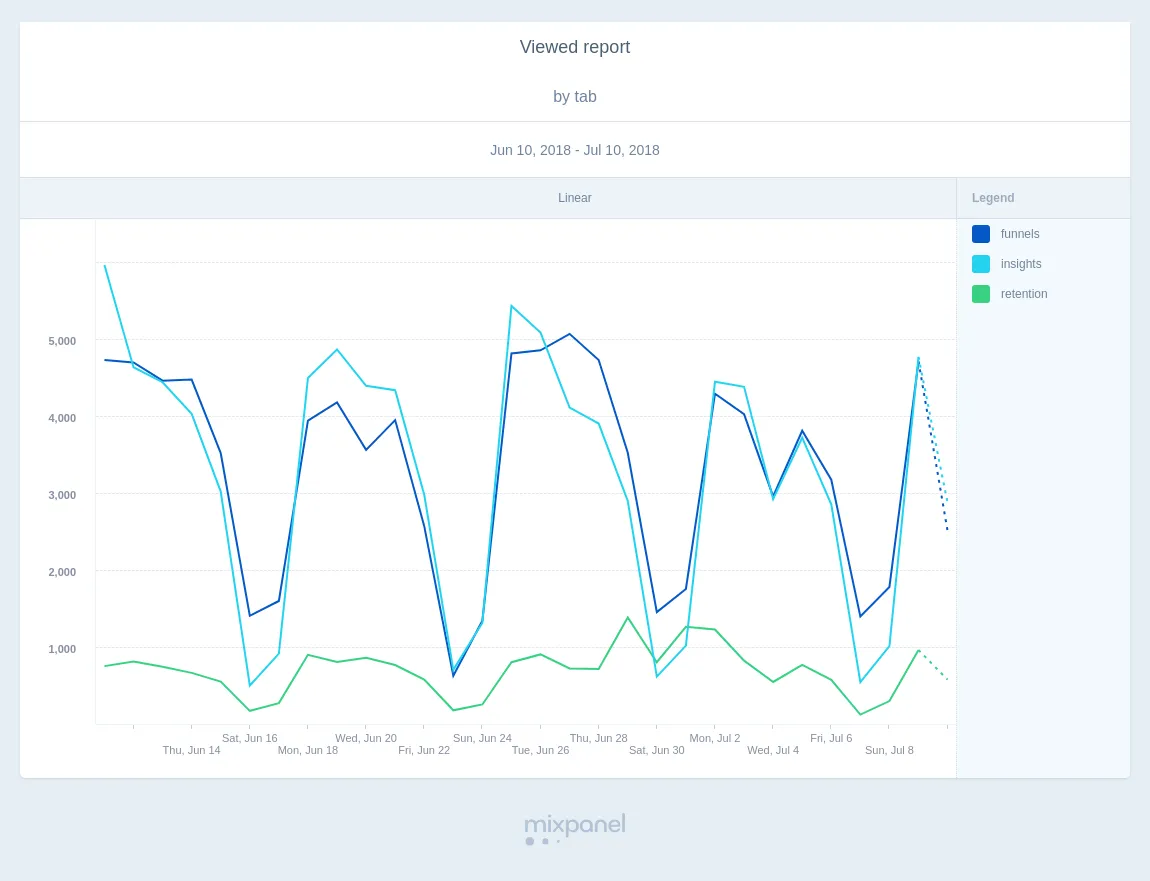 Viewed report
by tab
Jun 10, 2018 - Jul 10, 2018
Linear
Legend
funnels
insights
retention
5,000
4,000
3,000
2,000
1,000
Sat, Jun 16 Wed, Jun 20 Sun, Jun 24 Thu, Jun 28 Mon, Jul 2 Fri, Jul 6
Thu, Jun 14 Mon, Jun 18 Fri, Jun 22 Tue, Jun 26 Sat, Jun 30 Wed, Jul 4 Sun, Jul 8
mixpanel